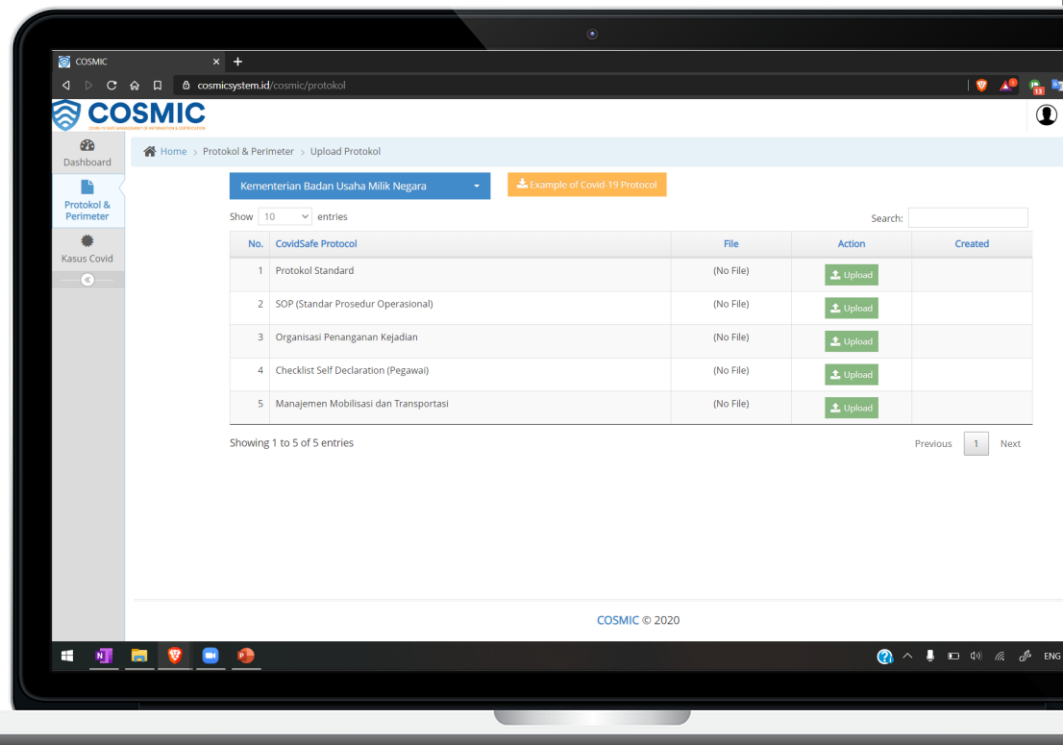 COSMIC
cosmicsystem.id/cosmic/protokol
13
COSMIC
Dashboard
Home > Protokol & Perimeter > Upload Protokol
Protokol &
Perimeter
Kasus Covid
Kementerian Badan Usaha Milik Negara
Example of Covid-19 Protocol
Show 10 entries
Search:
No. CovidSafe Protocol File Action Created
1 Protokol Standard (No File) Upload
2 SOP (Standar Prosedur Operasional) (No File) Upload
3 Organisasi Penanganan Kejadian (No File) Upload
4 Checklist Self Declaration (Pegawai) (No File) Upload
5 Manajemen Mobilisasi dan Transportasi (No File) Upload
Showing 1 to 5 of 5 entries
Previous 1 Next
COSMIC © 2020
ENG